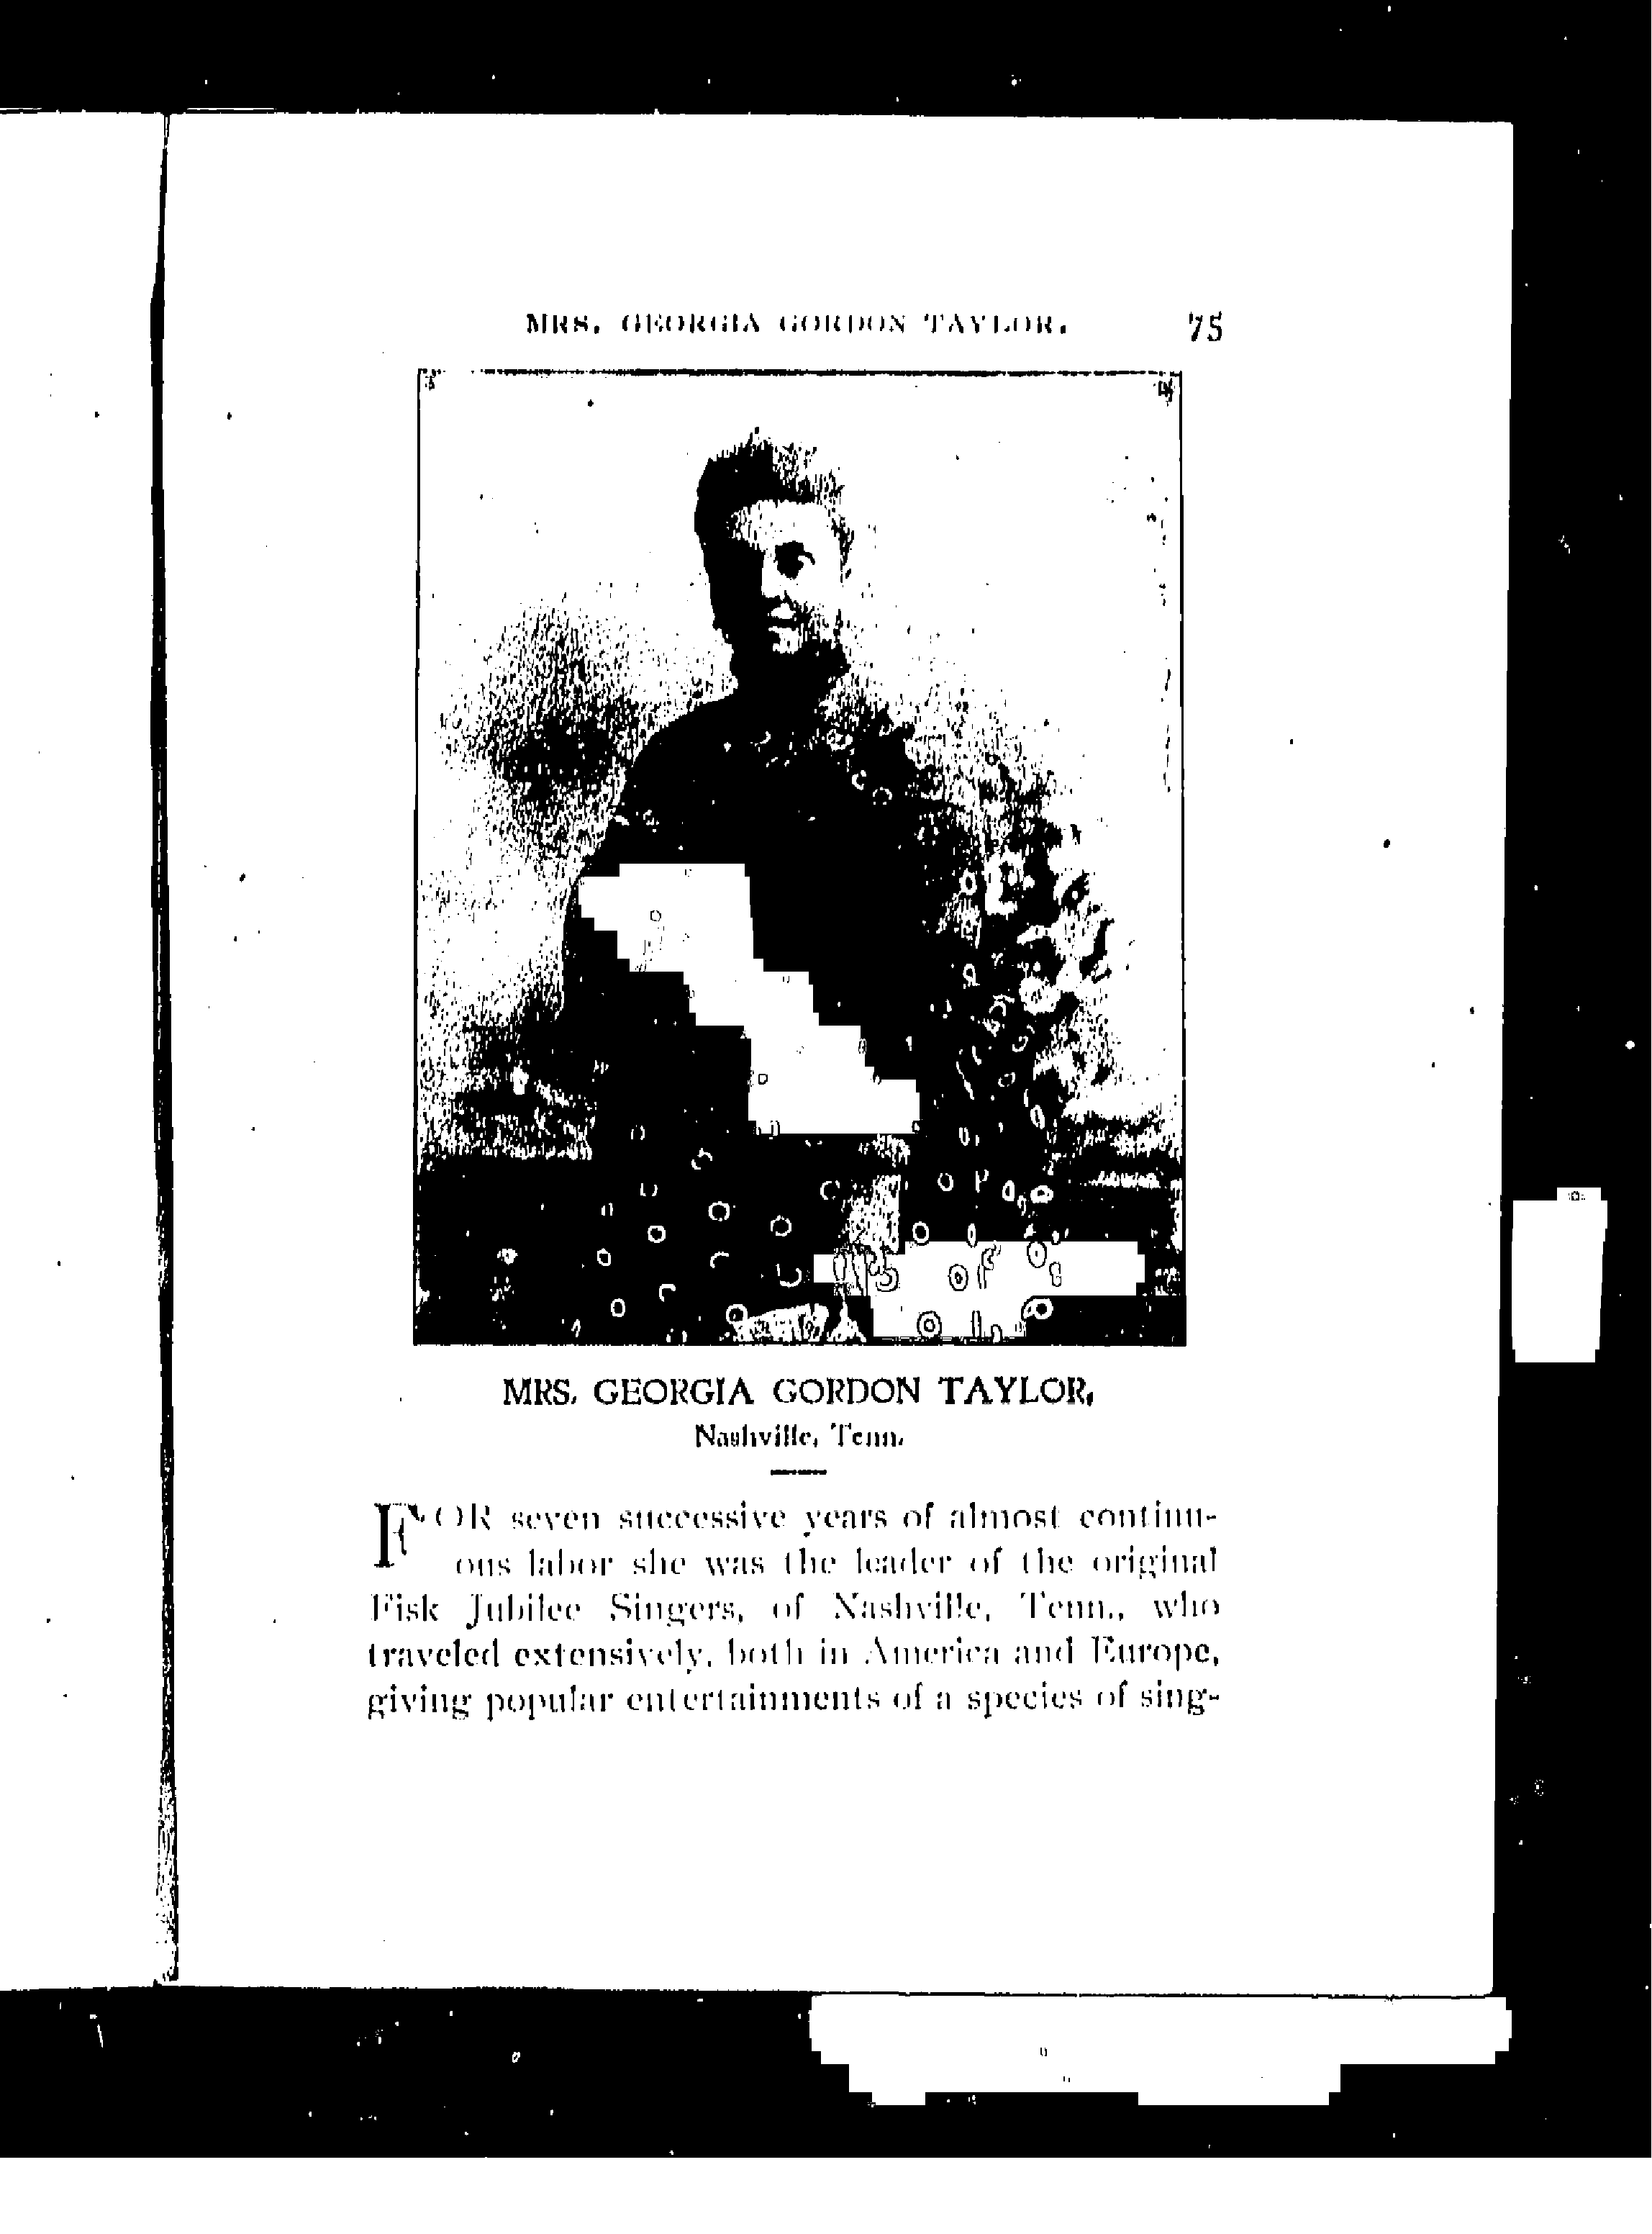 MRS. GEORGIA GORDON TAYLOR. 75
MRS. GEORGIA GORDON TAYLOR,
Nashville, Tenn.
FOR seven successive years of almost continu-
ous labor she was the leader of the original
Fisk Jubilee Singers, of Nashville, Tenn., who
traveled extensively, both in America and Europe,
giving popular entertainments of a species of sing-